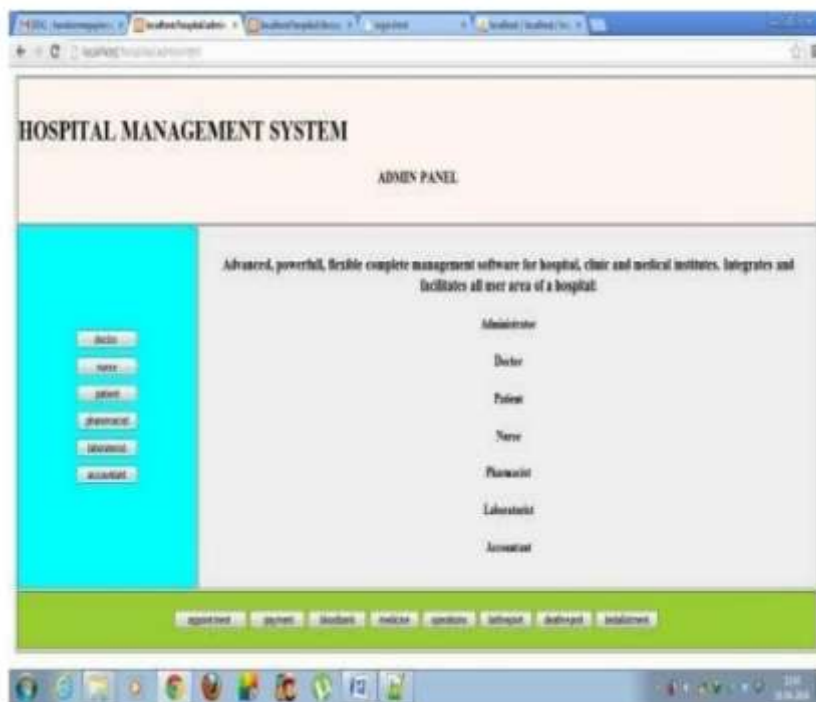 HOSPITAL MANAGEMENT SYSTEM
ADMIN PANEL
Advanced, powerfull, flexible complete management software for hospital, clinic and medical institutes. Integrates and
facilitates all user area of a hospital:
Administrator
Doctor
Patient
Nurse
Pharmacist
Laboratorist
Accountant
doctor
nurse
patient
pharmacist
laboratorist
accountant
appointment payment bloodbank medicine operations birthreport deathreport bedallotment